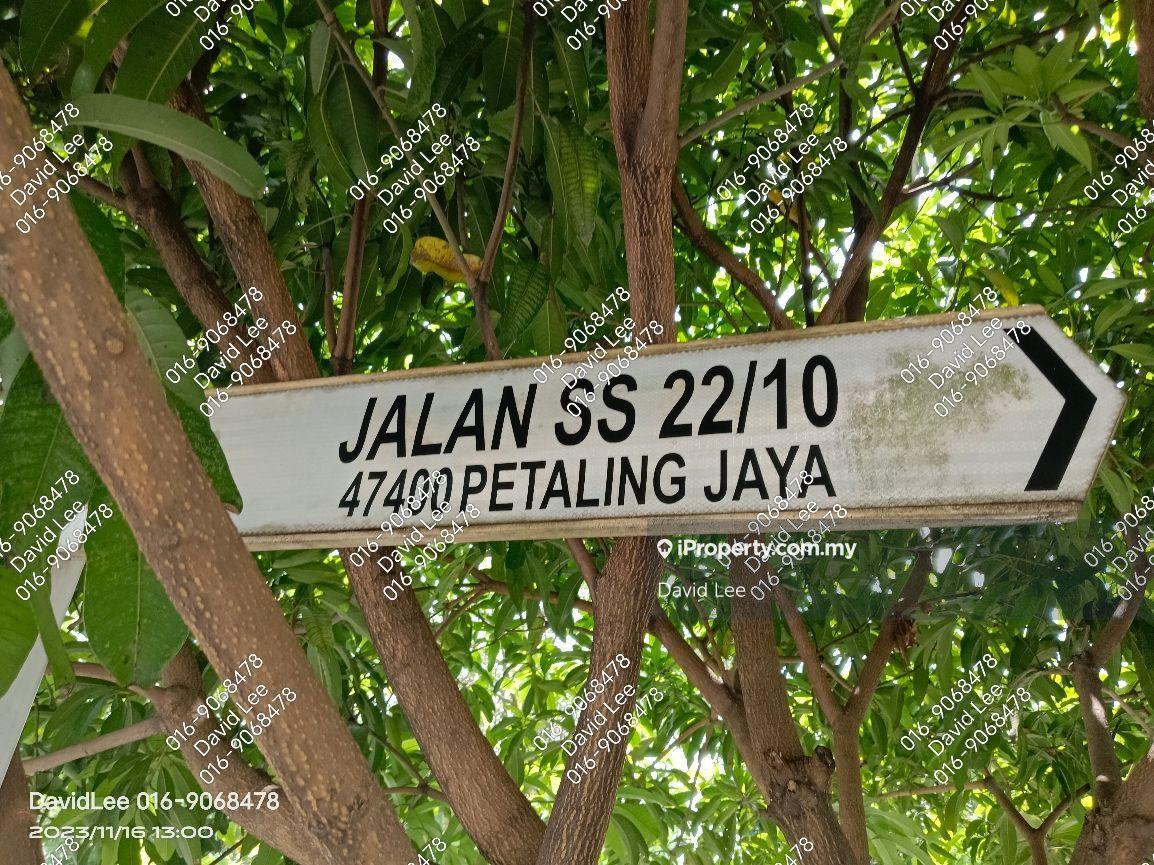 JALAN SS 22/10
47400 PETALING JAYA
iProperty.com.my
David Lee
DavidLee 016-9068478
2023/11/16 13:00
016-9068478
David Lee
016-9068478